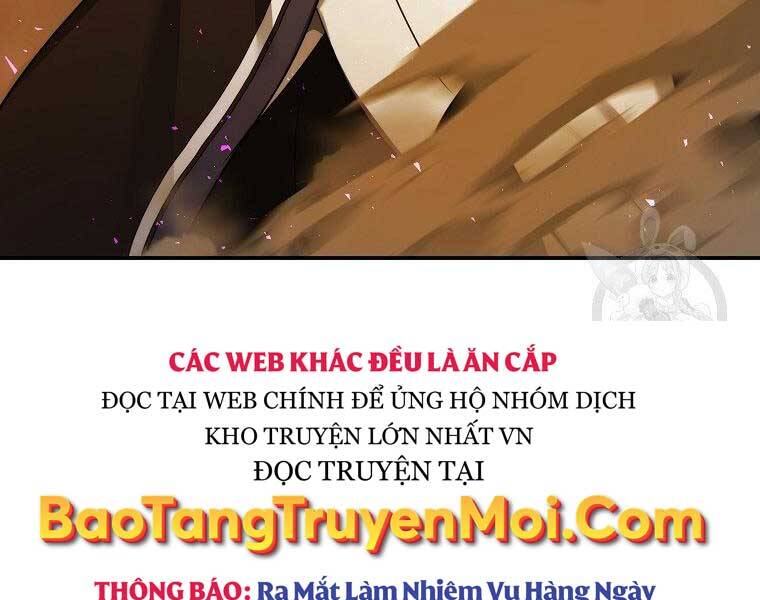 CÁC WEB KHÁC ĐỀU LÀ ĂN CẮP
ĐỌC TẠI WEB CHÍNH ĐỂ ỦNG HỘ NHÓM DỊCH
KHO TRUYỆN LỚN NHẤT VN
ĐỌC TRUYỆN TẠI
BaoTangTruyenMoi.Com
THÔNG BÁO: Ra Mắt Làm Nhiệm Vụ Hàng Ngày